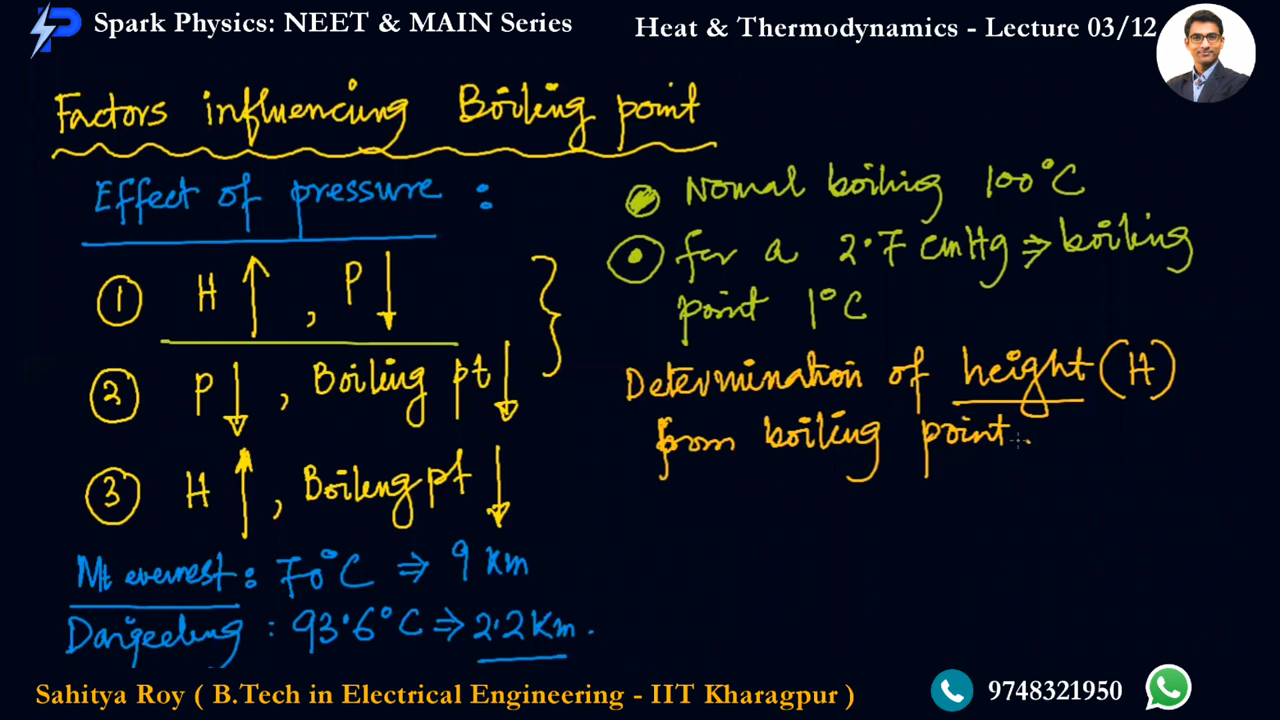 Spark Physics: NEET & MAIN Series
Heat & Thermodynamics - Lecture 03/12
Factors influencing Boiling point
Effect of pressure :
① H ↑ , P ↓
② P ↓ , Boiling pt ↓
③ H ↑ , Boileng pt ↓
Mt everest : 70°C ⇒ 9 Km
Darjeeling : 93.6°C ⇒ 2.2 Km.
Nomal boiling 100°C
for a 2.7 cmHg ⇒ boiling
point 1°C
Determination of height (H)
from boiling point.
Sahitya Roy ( B.Tech in Electrical Engineering - IIT Kharagpur )
9748321950